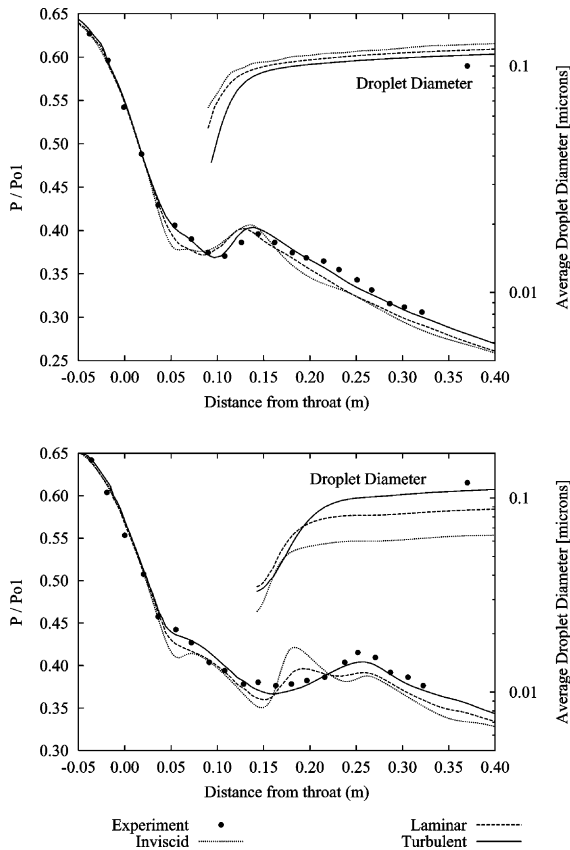 0.65
0.60
0.55
0.50
0.45
0.40
0.35
0.30
0.25
P / Po1
-0.05 0.00 0.05 0.10 0.15 0.20 0.25 0.30 0.35 0.40
Distance from throat (m)
Droplet Diameter
0.1
0.01
Average Droplet Diameter [microns]
0.65
0.60
0.55
0.50
0.45
0.40
0.35
0.30
P / Po1
-0.05 0.00 0.05 0.10 0.15 0.20 0.25 0.30 0.35 0.40
Distance from throat (m)
Droplet Diameter
0.1
0.01
Average Droplet Diameter [microns]
Experiment Laminar
Inviscid Turbulent